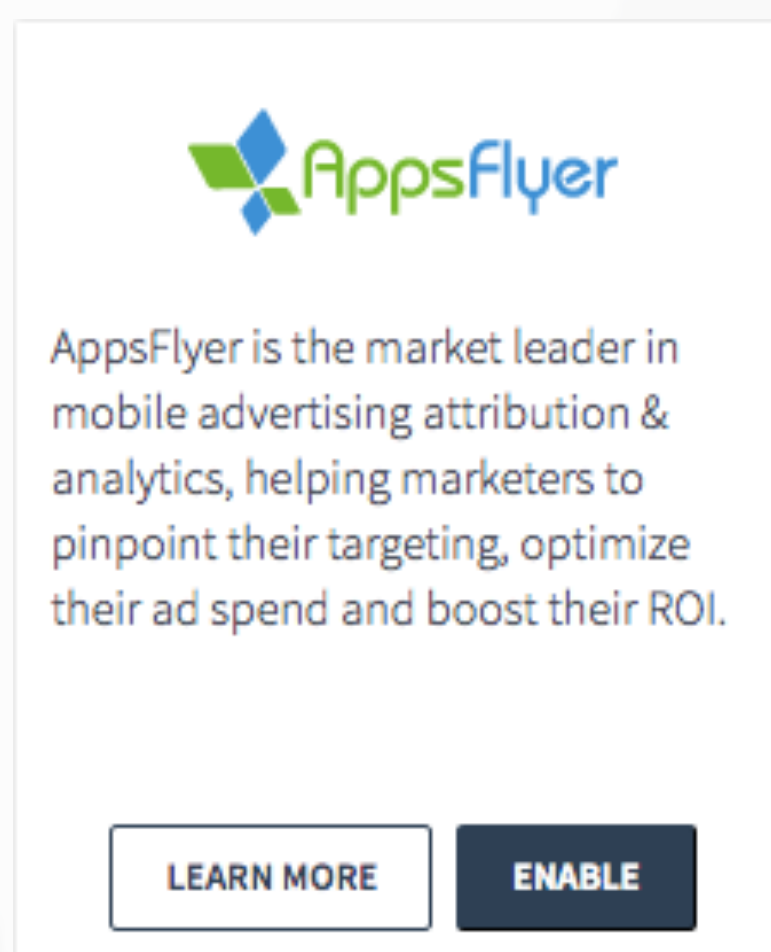 AppsFlyer
AppsFlyer is the market leader in
mobile advertising attribution &
analytics, helping marketers to
pinpoint their targeting, optimize
their ad spend and boost their ROI.
LEARN MORE
ENABLE